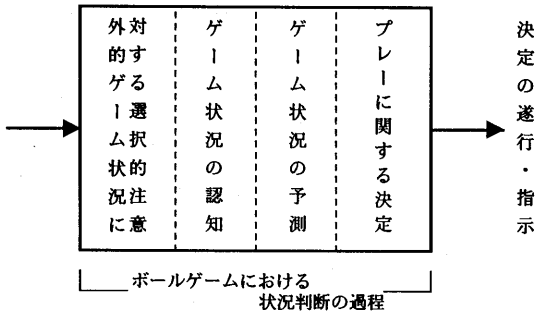 外的ゲーム状況に
対する選択的注意
ゲーム状況の認知
ゲーム状況の予測
プレーに関する決定
決定の遂行・指示
ボールゲームにおける
状況判断の過程